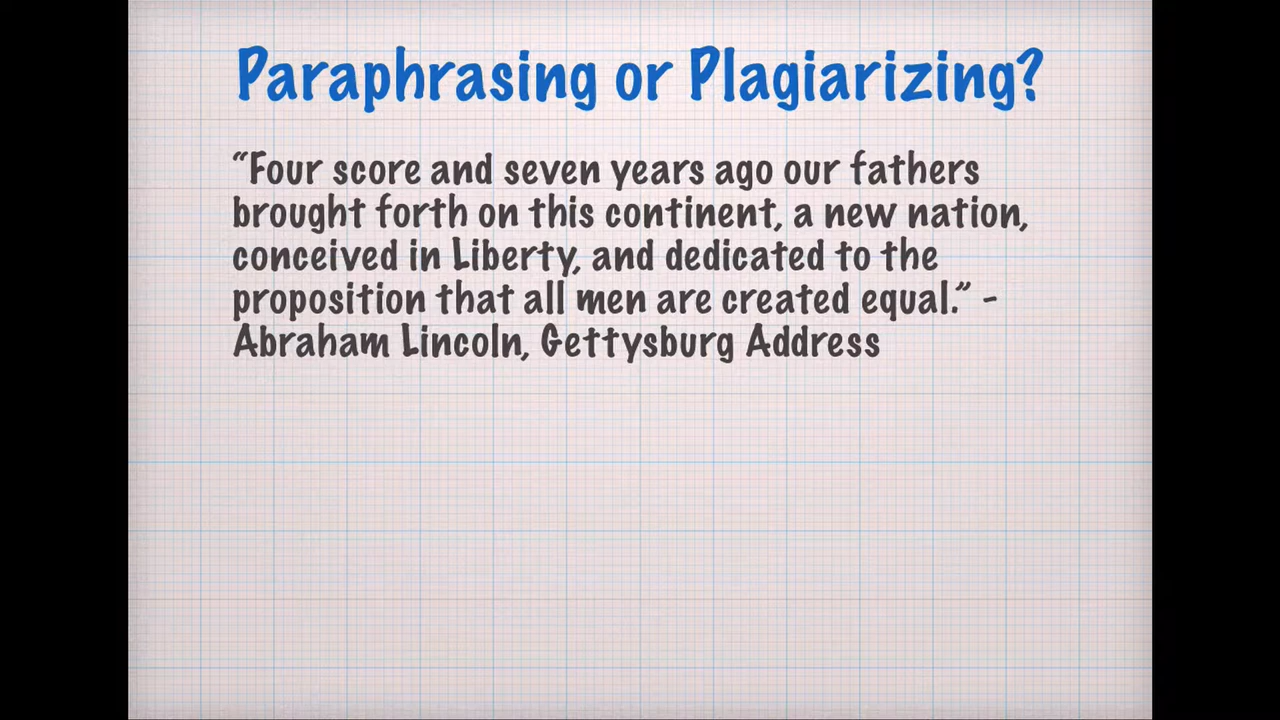 Paraphrasing or Plagiarizing?
“Four score and seven years ago our fathers
brought forth on this continent, a new nation,
conceived in Liberty, and dedicated to the
proposition that all men are created equal.” -
Abraham Lincoln, Gettysburg Address